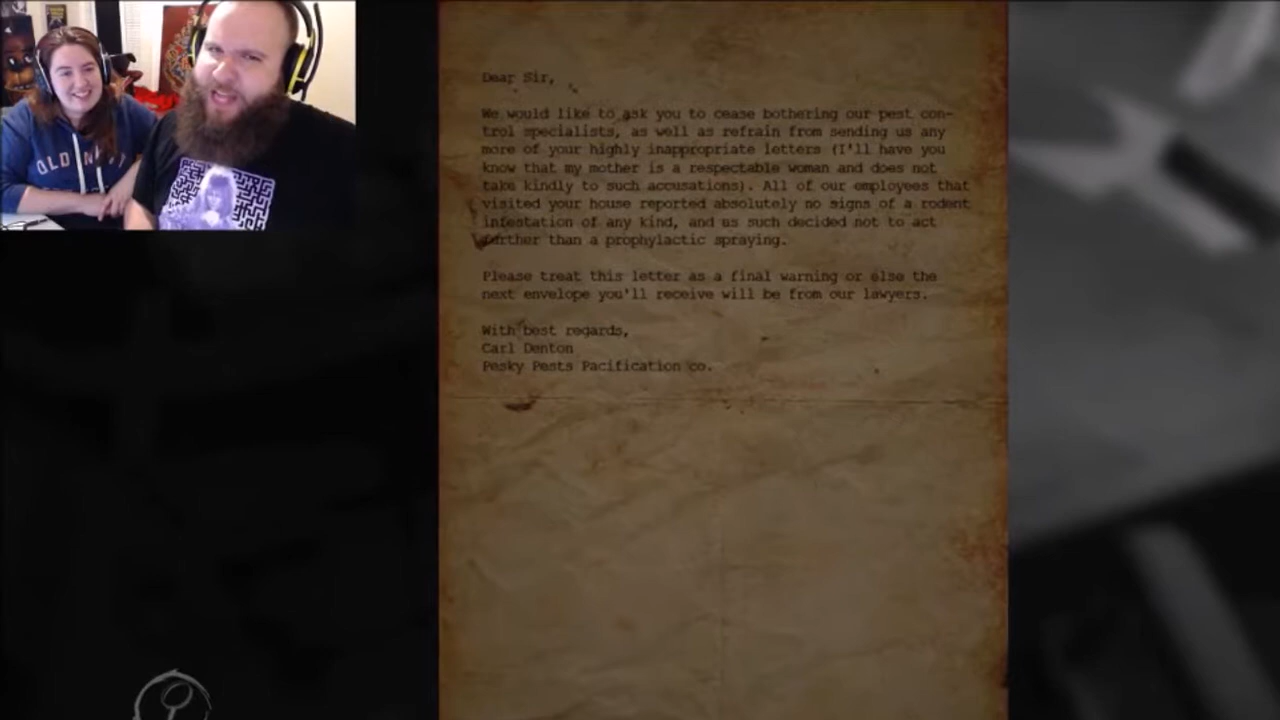 OLD NAVY
Dear Sir,
We would like to ask you to cease bothering our pest con-
trol specialists, as well as refrain from sending us any
more of your highly inappropriate letters (I'll have you
know that my mother is a respectable woman and does not
take kindly to such accusations). All of our employees that
visited your house reported absolutely no signs of a rodent
infestation of any kind, and as such decided not to act
further than a prophylactic spraying.
Please treat this letter as a final warning or else the
next envelope you'll receive will be from our lawyers.
With best regards,
Carl Denton
Pesky Pests Pacification co.